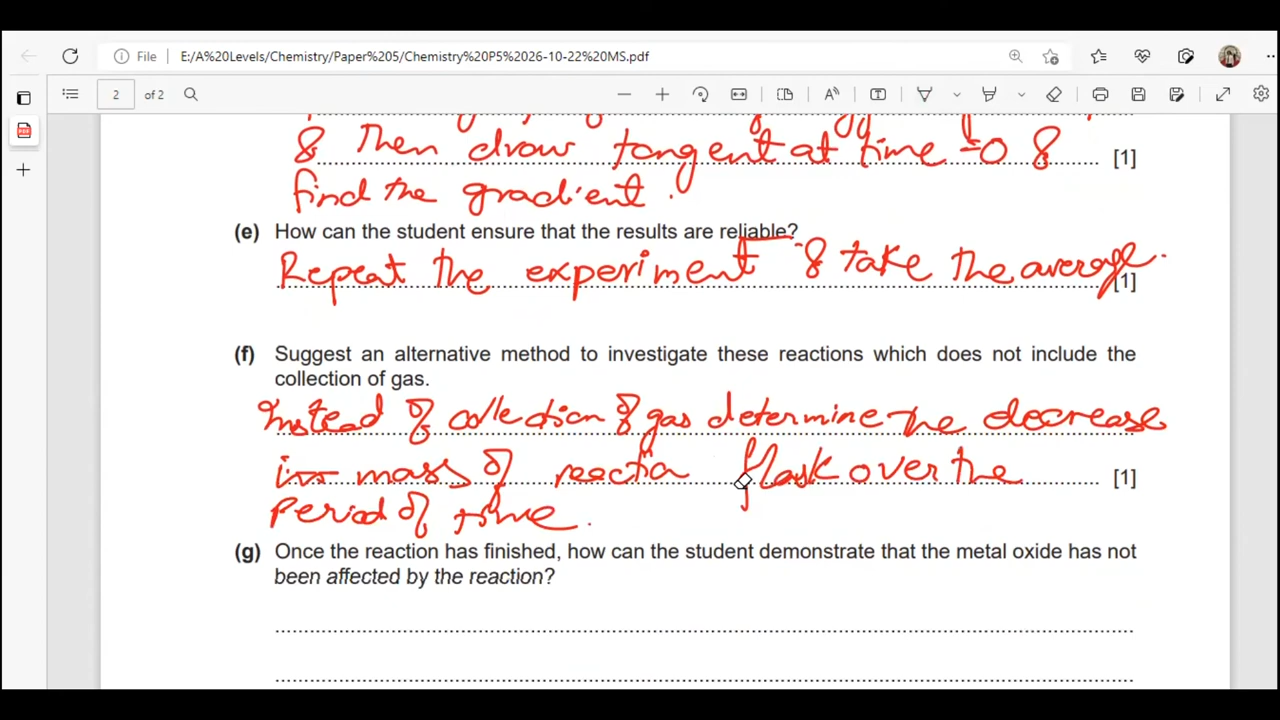 File E:/A%20Levels/Chemistry/Paper%205/Chemistry%20P5%2026-10-22%20MS.pdf
2 of 2
& Then draw tangent at time =0 & [1]
find the gradient.
(e) How can the student ensure that the results are reliable?
Repeat the experiment & take the average. [1]
(f) Suggest an alternative method to investigate these reactions which does not include the
collection of gas.
Instead of collection of gas determine the decrease
in mass of reaction flask over the [1]
Period of time.
(g) Once the reaction has finished, how can the student demonstrate that the metal oxide has not
been affected by the reaction?